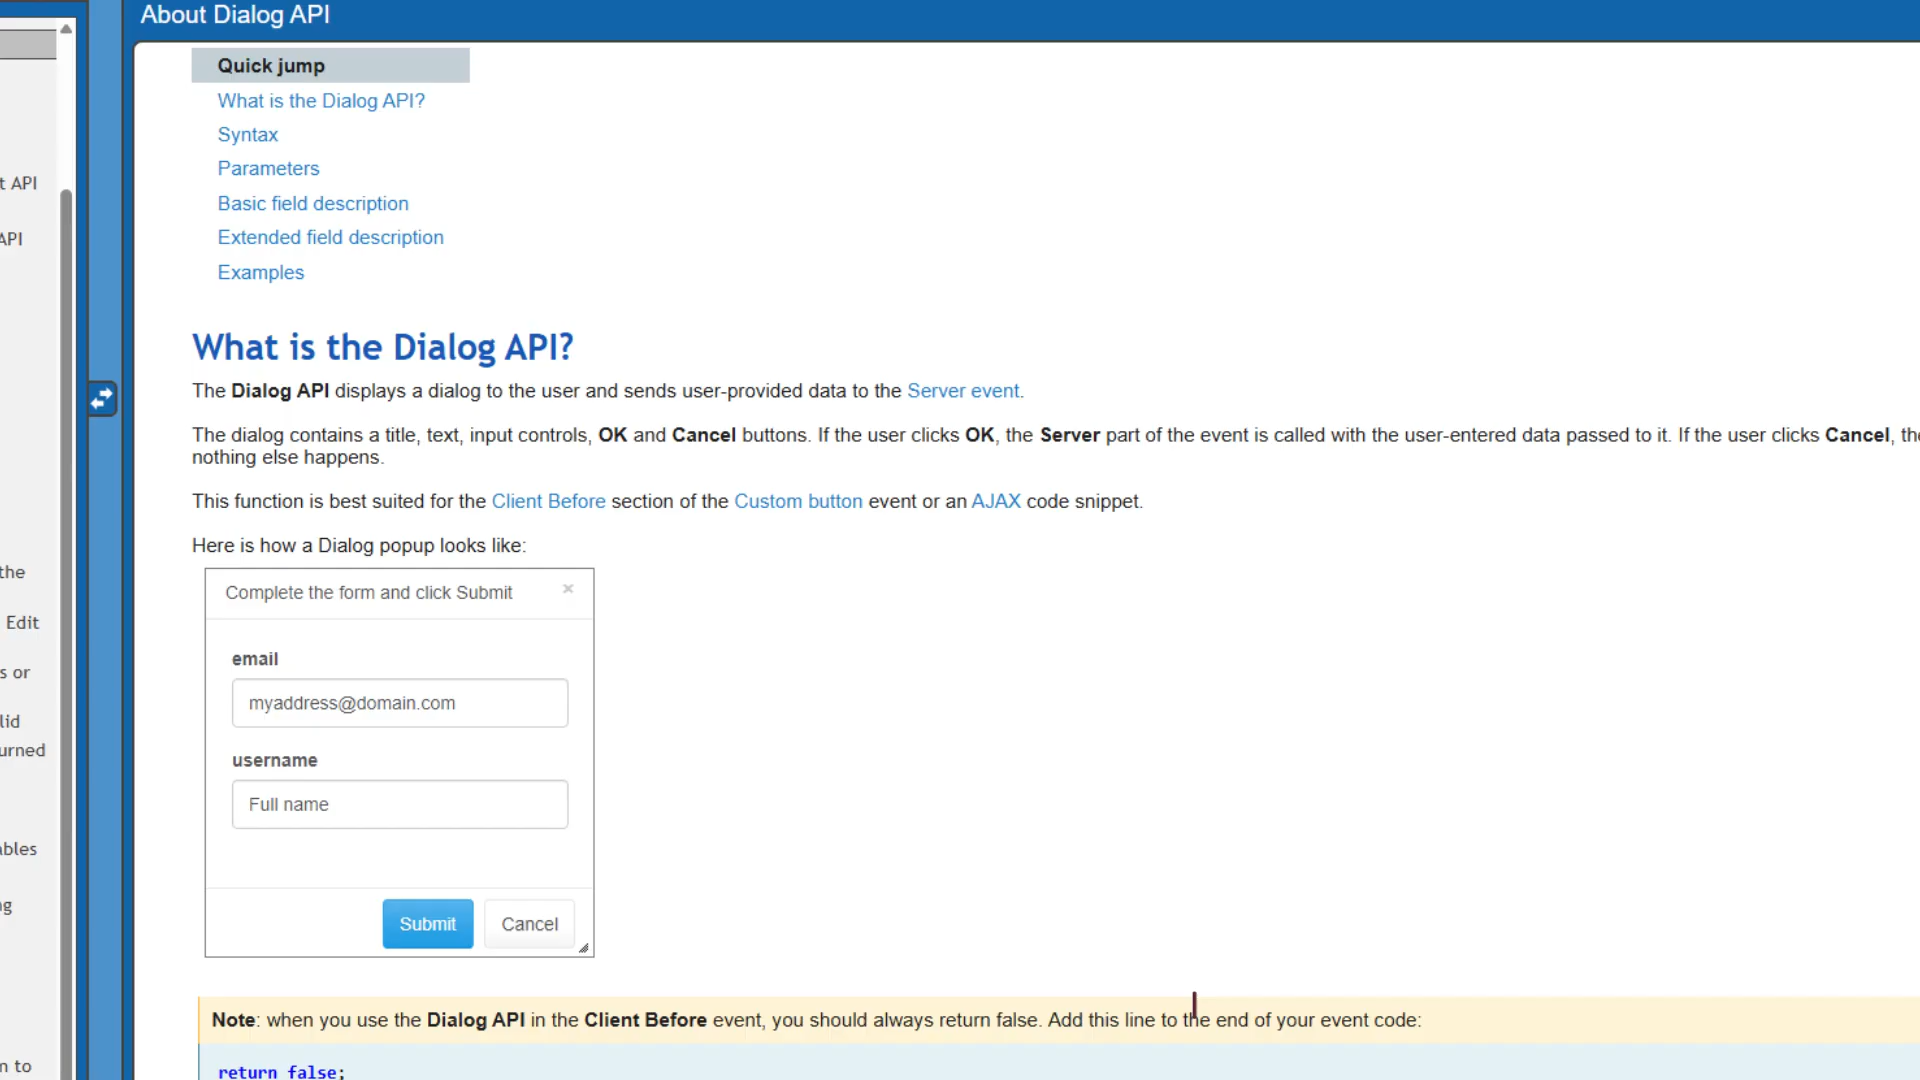 About Dialog API
t API
API
the
Edit
s or
lid
urned
ables
ng
n to
Quick jump
What is the Dialog API?
Syntax
Parameters
Basic field description
Extended field description
Examples
What is the Dialog API?
The Dialog API displays a dialog to the user and sends user-provided data to the Server event.
The dialog contains a title, text, input controls, OK and Cancel buttons. If the user clicks OK, the Server part of the event is called with the user-entered data passed to it. If the user clicks Cancel, the
nothing else happens.
This function is best suited for the Client Before section of the Custom button event or an AJAX code snippet.
Here is how a Dialog popup looks like:
Complete the form and click Submit ×
email
myaddress@domain.com
username
Full name
Submit Cancel
Note: when you use the Dialog API in the Client Before event, you should always return false. Add this line to the end of your event code:
return false;